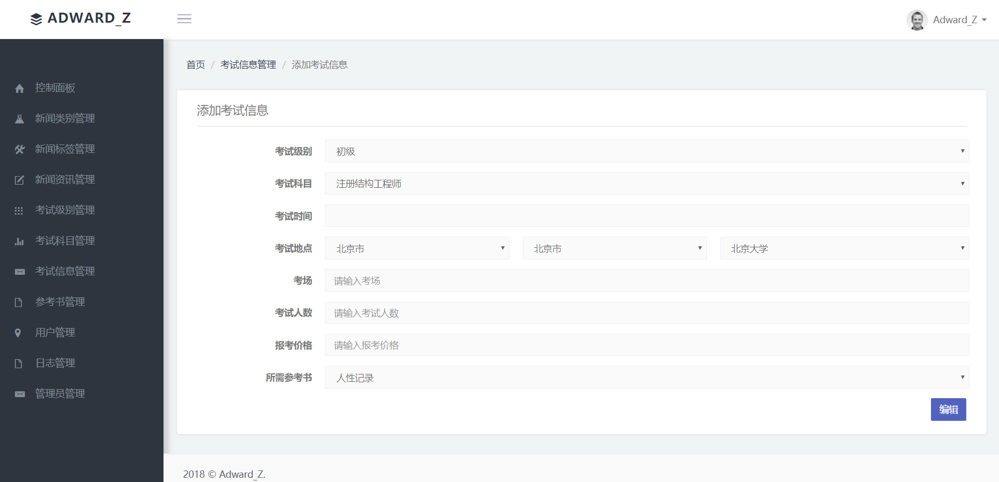 ADWARD_Z
Adward_Z
首页 / 考试信息管理 / 添加考试信息
控制面板
新闻类别管理
新闻标签管理
新闻资讯管理
考试级别管理
考试科目管理
考试信息管理
参考书管理
用户管理
日志管理
管理员管理
添加考试信息
考试级别 初级
考试科目 注册结构工程师
考试时间
考试地点 北京市 北京市 北京大学
考场 请输入考场
考试人数 请输入考试人数
报考价格 请输入报考价格
所需参考书 人性记录
编辑
2018 © Adward_Z.